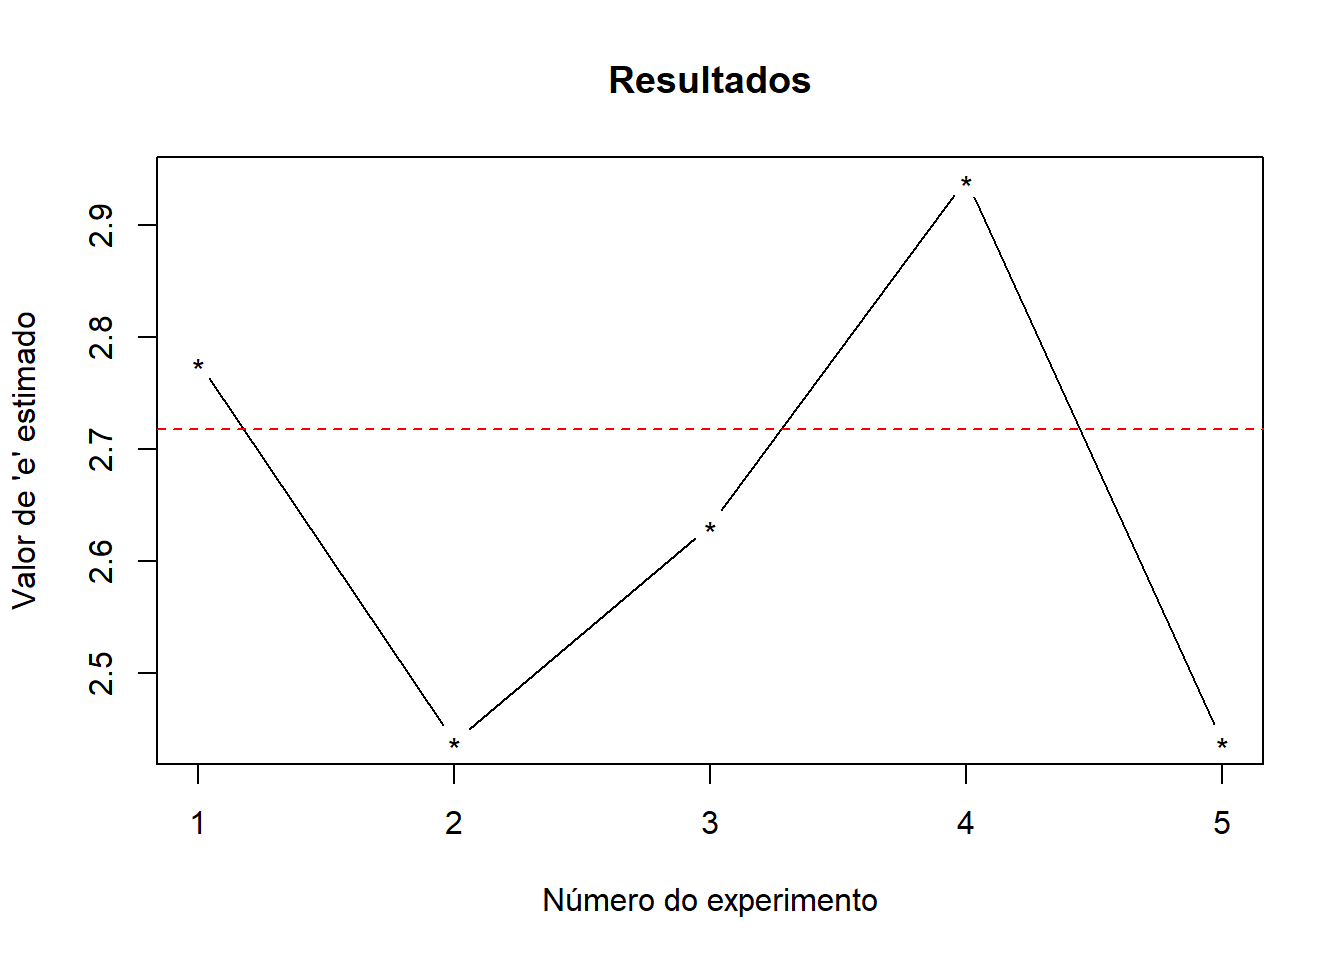 Resultados
Valor de 'e' estimado
2.9
2.8
2.7
2.6
2.5
1 2 3 4 5
Número do experimento